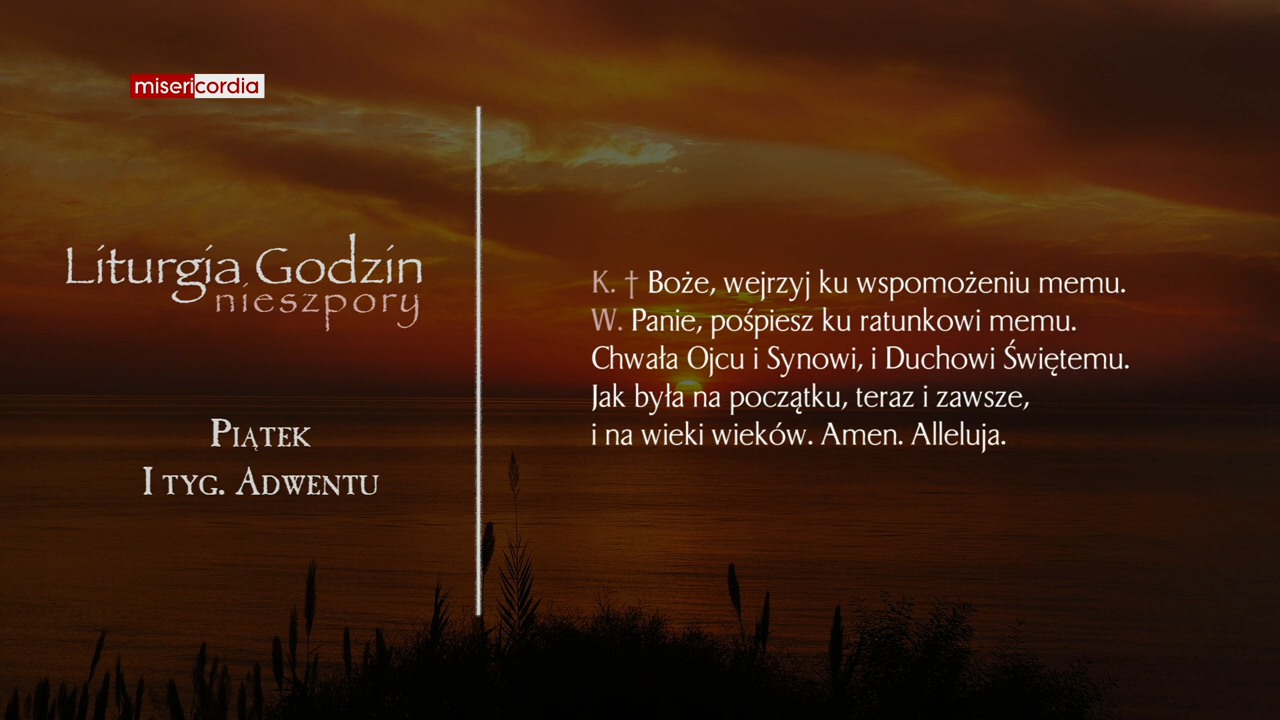 misericordia
Liturgia Godzin
nieszpory
Piątek
I tyg. Adwentu
K. † Boże, wejrzyj ku wspomożeniu memu.
W. Panie, pośpiesz ku ratunkowi memu.
Chwała Ojcu i Synowi, i Duchowi Świętemu.
Jak była na początku, teraz i zawsze,
i na wieki wieków. Amen. Alleluja.